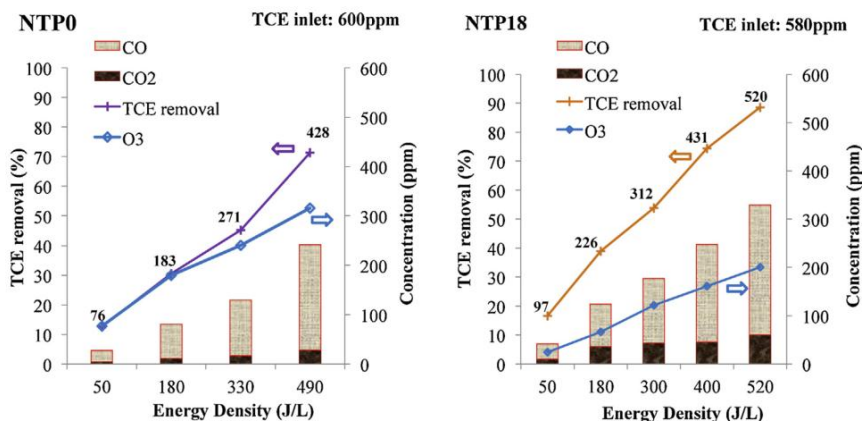 NTP0
TCE inlet: 600ppm
CO
CO2
TCE removal
O3
100
90
80
70
60
50
40
30
20
10
0
TCE removal (%)
600
500
400
300
200
100
0
Concentration (ppm)
76
183
271
428
50 180 330 490
Energy Density (J/L)
NTP18
TCE inlet: 580ppm
CO
CO2
TCE removal
O3
100
90
80
70
60
50
40
30
20
10
0
TCE removal (%)
600
500
400
300
200
100
0
Concentration (ppm)
97
226
312
431
520
50 180 300 400 520
Energy Density (J/L)